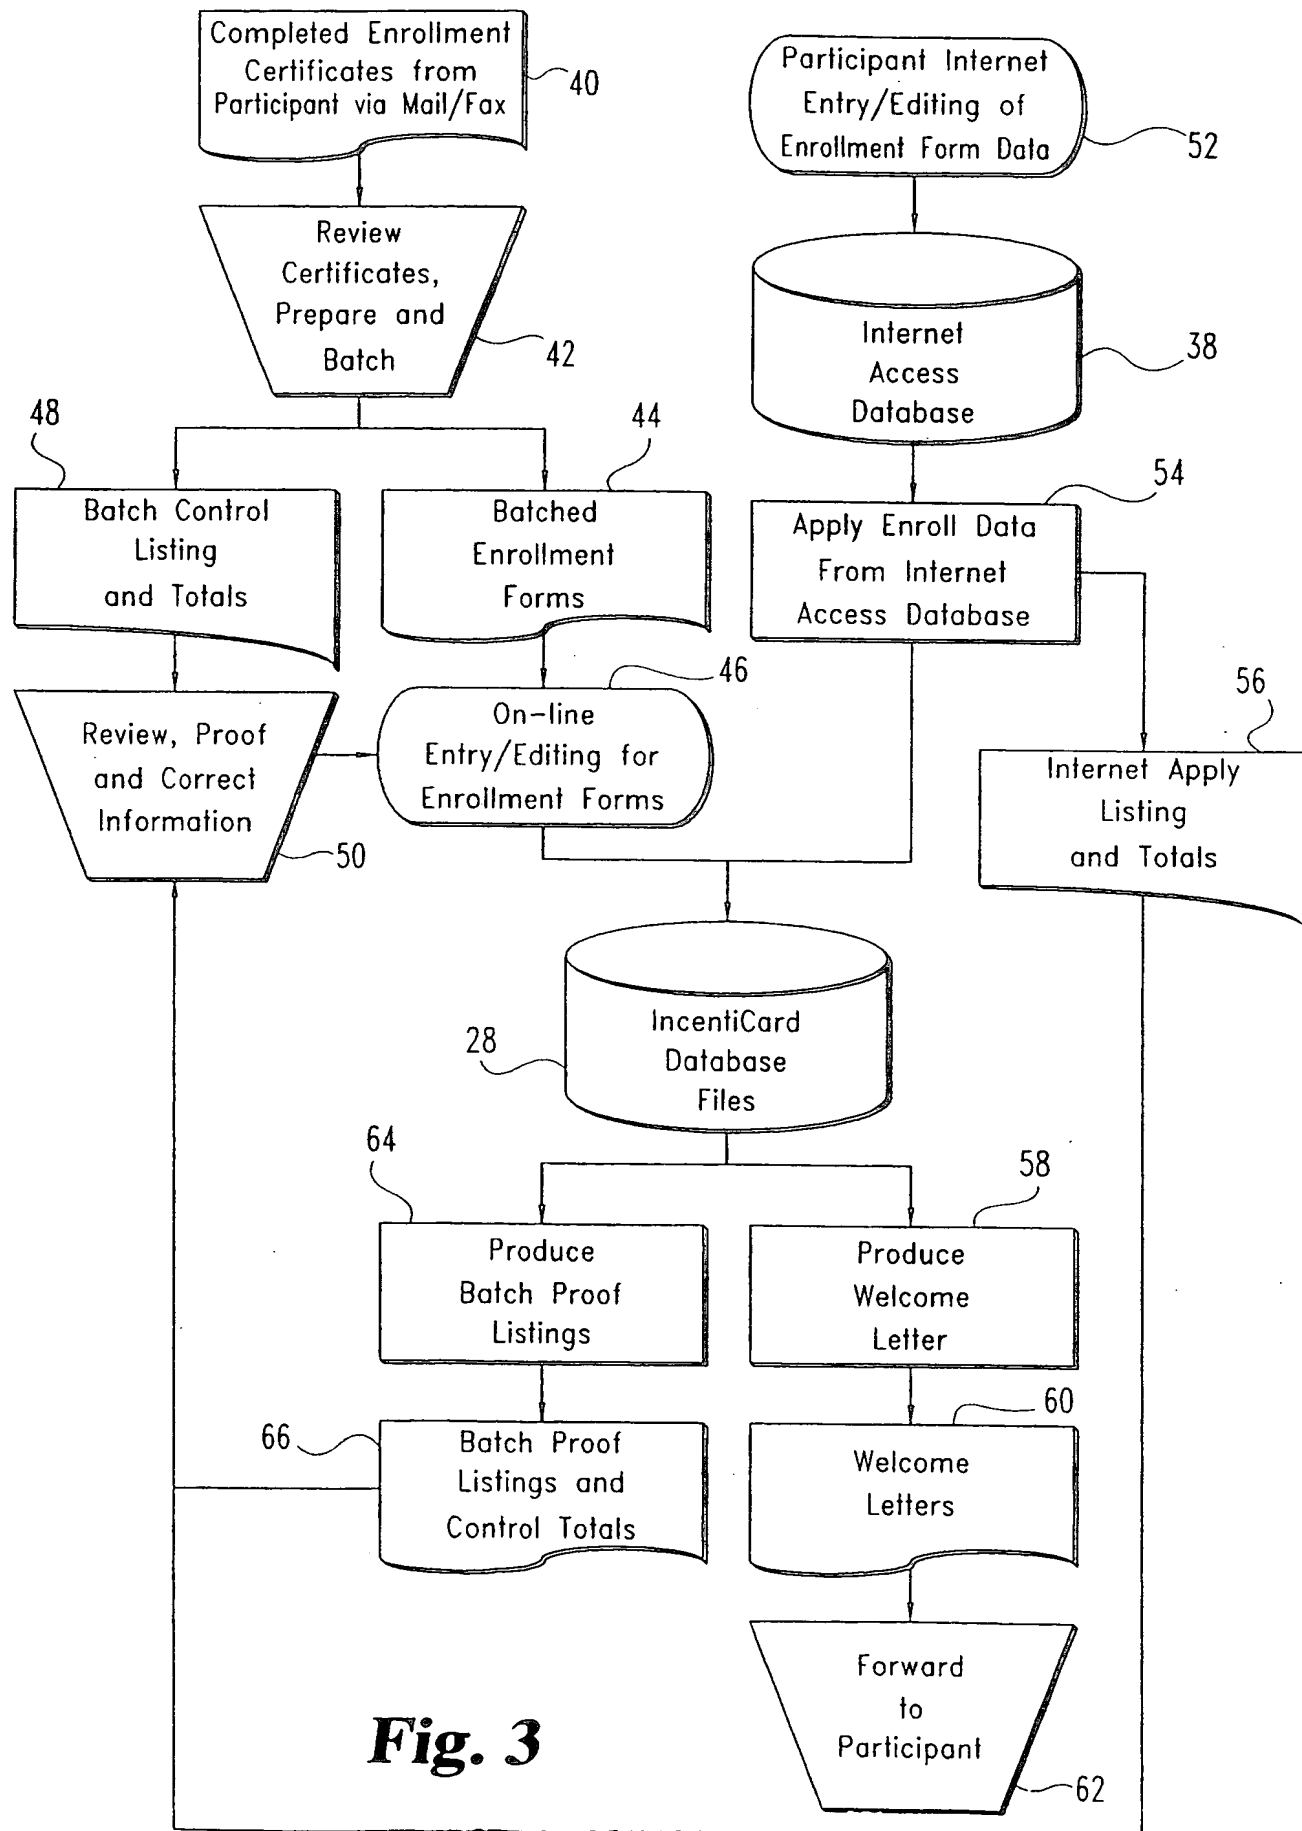 Completed Enrollment
Certificates from
Participant via Mail/Fax
40
Participant Internet
Entry/Editing of
Enrollment Form Data
52
Review
Certificates,
Prepare and
Batch
42
Internet
Access
Database
38
48
Batch Control
Listing
and Totals
44
Batched
Enrollment
Forms
54
Apply Enroll Data
From Internet
Access Database
Review, Proof
and Correct
Information
50
46
On-line
Entry/Editing for
Enrollment Forms
56
Internet Apply
Listing
and Totals
28
IncentiCard
Database
Files
64
Produce
Batch Proof
Listings
58
Produce
Welcome
Letter
66
Batch Proof
Listings and
Control Totals
60
Welcome
Letters
Forward
to
Participant
62
Fig. 3